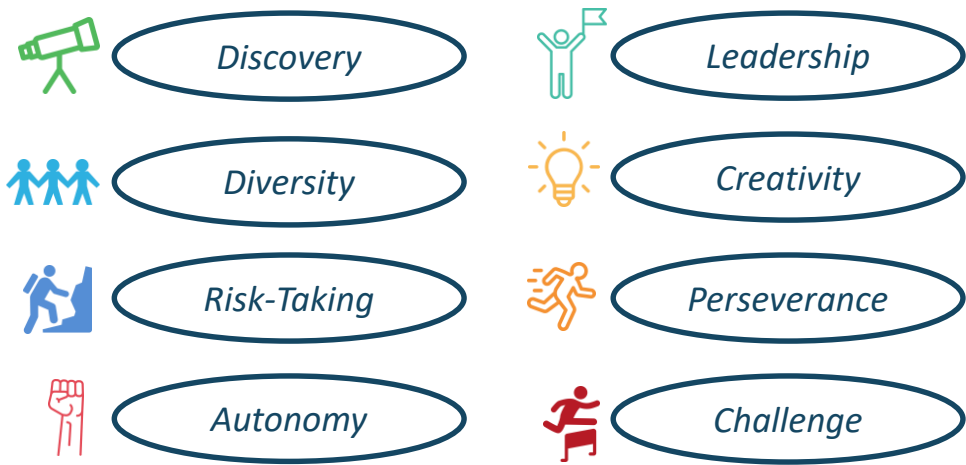 Discovery
Leadership
Diversity
Creativity
Risk-Taking
Perseverance
Autonomy
Challenge